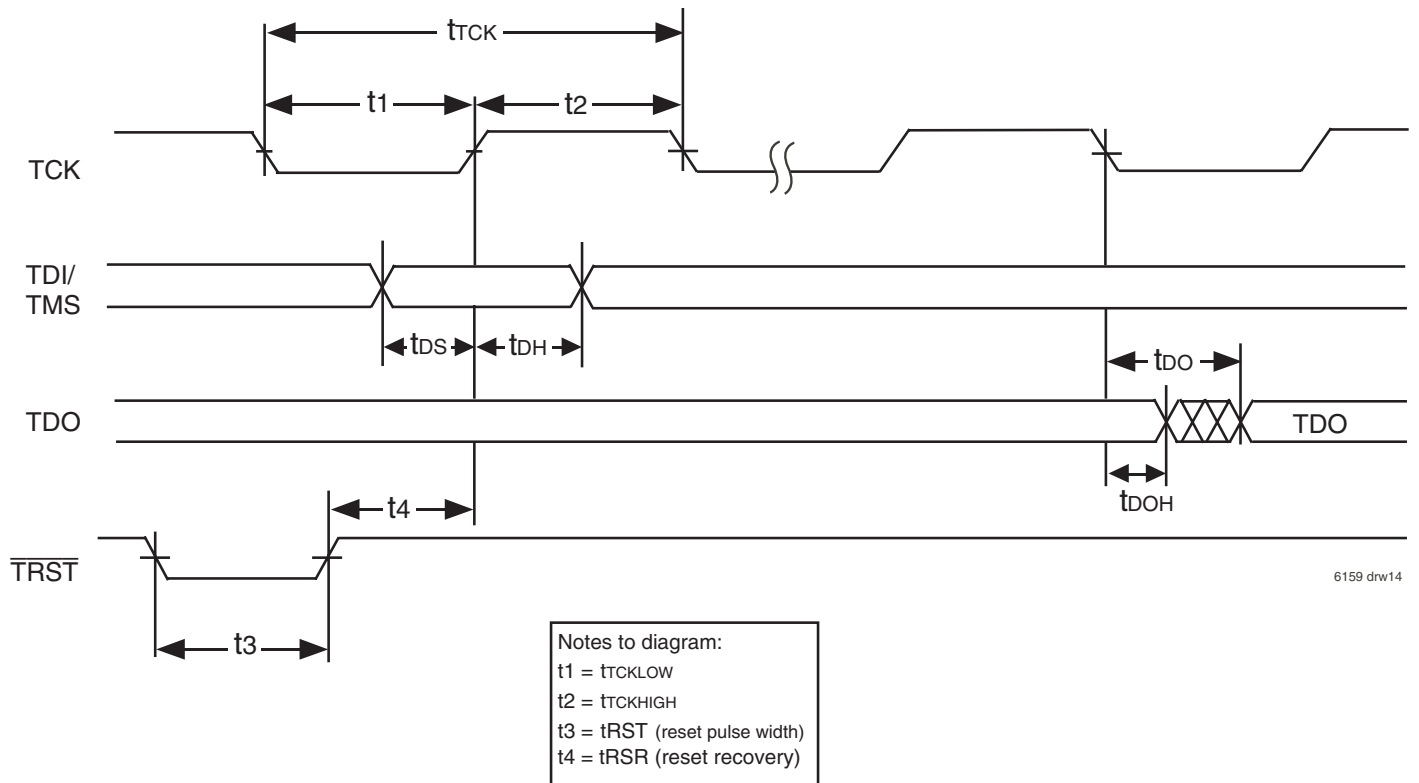 tTCK
t1
t2
TCK
TDI/
TMS
tDS
tDH
tDO
TDO
TDO
tDOH
t4
TRST
6159 drw14
t3
Notes to diagram:
t1 = tTCKLOW
t2 = tTCKHIGH
t3 = tRST (reset pulse width)
t4 = tRSR (reset recovery)